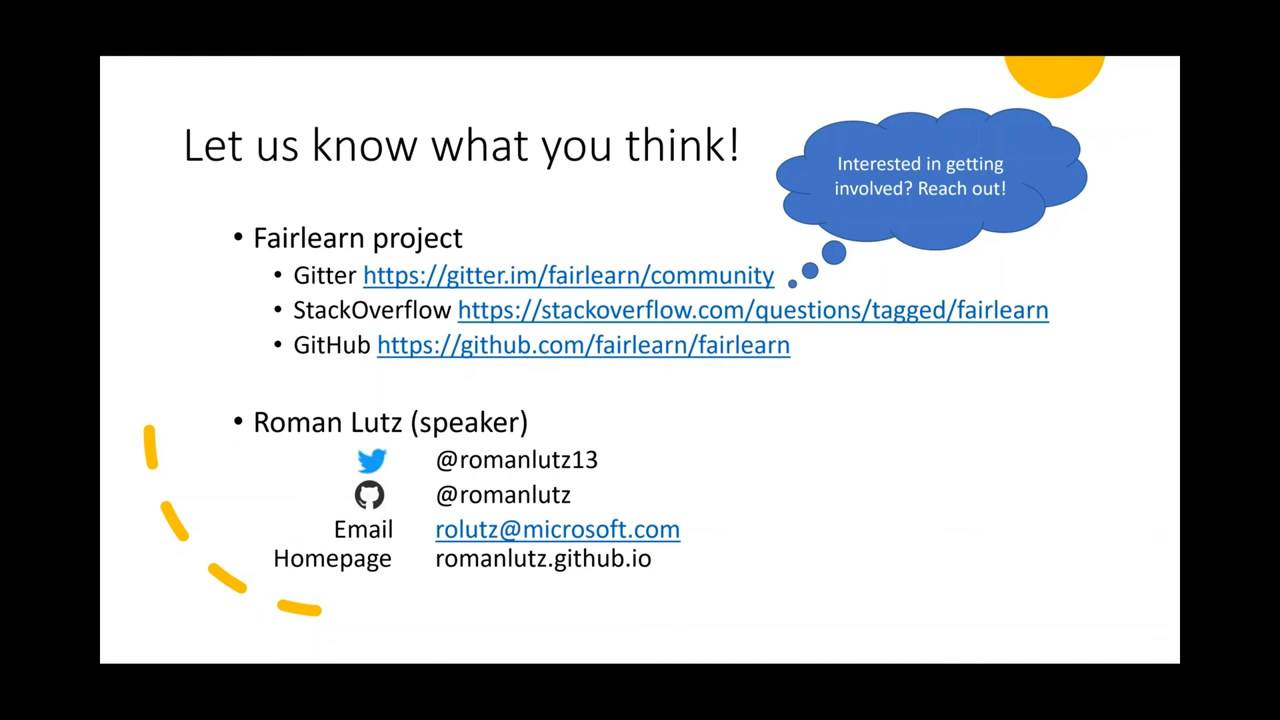 Let us know what you think!
Interested in getting
involved? Reach out!
• Fairlearn project
• Gitter https://gitter.im/fairlearn/community
• StackOverflow https://stackoverflow.com/questions/tagged/fairlearn
• GitHub https://github.com/fairlearn/fairlearn
• Roman Lutz (speaker)
@romanlutz13
@romanlutz
Email rolutz@microsoft.com
Homepage romanlutz.github.io